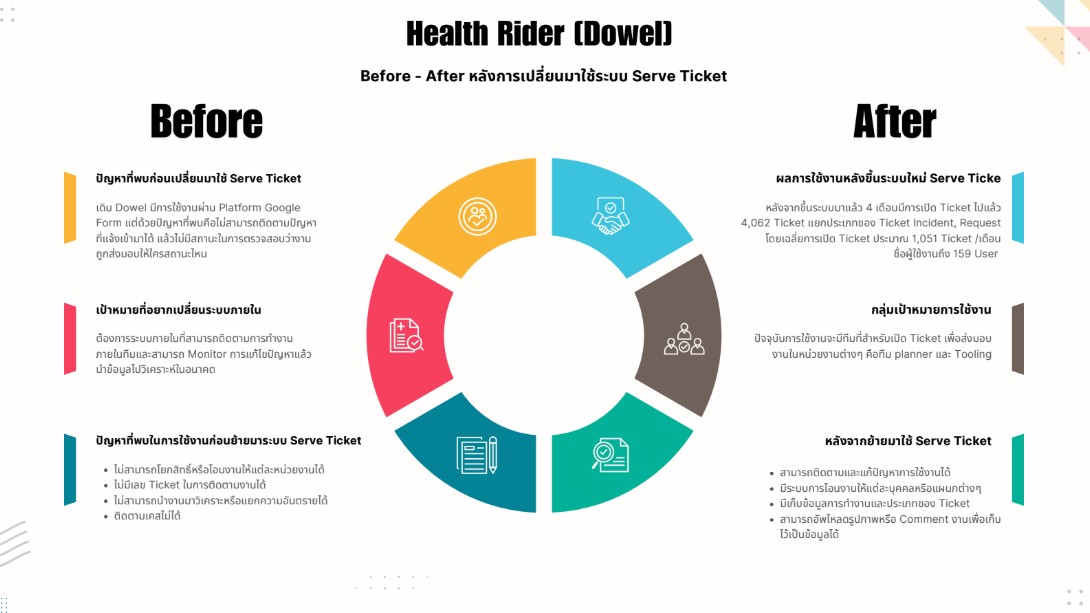 Health Rider (Dowel)
Before - After หลังการเปลี่ยนมาใช้ระบบ Serve Ticket
Before
ปัญหาที่พบก่อนเปลี่ยนมาใช้ Serve Ticket
เดิม Dowel มีการใช้งานผ่าน Platform Google
Form แต่ด้วยปัญหาที่พบคือไม่สามารถติดตามปัญหา
ที่แจ้งเข้ามาได้ แล้วไม่มีสถานะในการตรวจสอบว่างาน
ถูกส่งมอบให้ใครสถานะไหน
เป้าหมายที่อยากเปลี่ยนระบบภายใน
ต้องการระบบภายในที่สามารถติดตามการทำงาน
ภายในทีมและสามารถ Monitor การแก้ไขปัญหาแล้ว
นำข้อมูลไปวิเคราะห์ในอนาคต
ปัญหาที่พบในการใช้งานก่อนย้ายมาระบบ Serve Ticket
• ไม่สามารถโยกสิทธิ์หรือโอนงานให้แต่ละหน่วยงานได้
• ไม่มีเลข Ticket ในการติดตามงานได้
• ไม่สามารถนำงานมาวิเคราะหรือแยกความอันตรายได้
• ติดตามเคสไม่ได้
After
ผลการใช้งานหลังขึ้นระบบใหม่ Serve Ticke
หลังจากขึ้นระบบมาแล้ว 4 เดือนมีการเปิด Ticket ไปแล้ว
4,062 Ticket แยกประเภทของ Ticket Incident, Request
โดยเฉลี่ยการเปิด Ticket ประมาณ 1,051 Ticket /เดือน
ชื่อผู้ใช้งานถึง 159 User
กลุ่มเป้าหมายการใช้งาน
ปัจจุบันการใช้งานจะมีทีมที่สำหรับเปิด Ticket เพื่อส่งมอบ
งานในหน่วยงานต่างๆ คือทีม planner และ Tooling
หลังจากย้ายมาใช้ Serve Ticket
• สามารถติดตามและแก้ปัญหาการใช้งานได้
• มีระบบการโอนงานให้แต่ละบุคคลหรือแผนกต่างๆ
• มีเก็บข้อมูลการทำงานและประเภทของ Ticket
• สามารถอัพโหลดรูปภาพหรือ Comment งานเพื่อเก็บ
ไว้เป็นข้อมูลได้